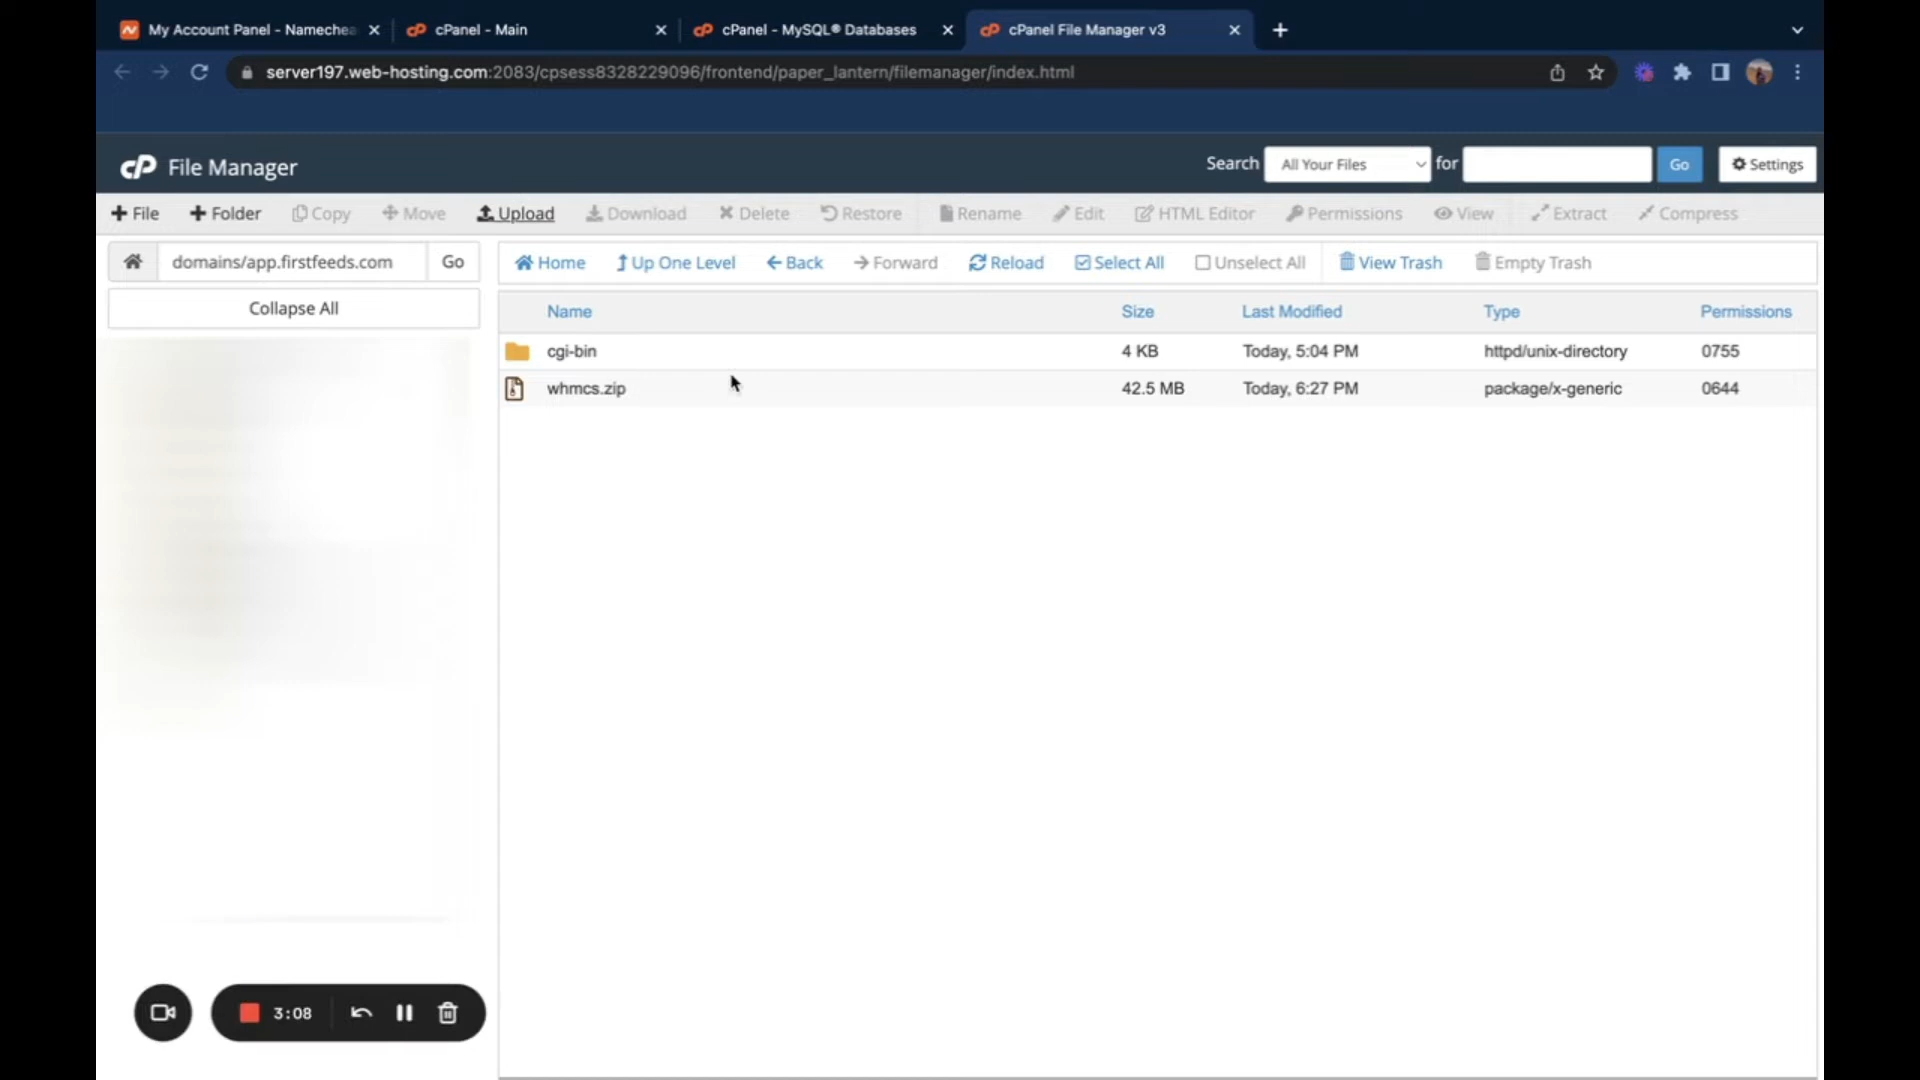 My Account Panel - Namechea
cPanel - Main
cPanel - MySQL® Databases
cPanel File Manager v3
server197.web-hosting.com:2083/cpsess8328229096/frontend/paper_lantern/filemanager/index.html
cP File Manager
Search All Your Files for Go Settings
File Folder Copy Move Upload Download Delete Restore Rename Edit HTML Editor Permissions View Extract Compress
domains/app.firstfeeds.com Go
Home Up One Level Back Forward Reload Select All Unselect All View Trash Empty Trash
Collapse All
Name Size Last Modified Type Permissions
cgi-bin 4 KB Today, 5:04 PM httpd/unix-directory 0755
whmcs.zip 42.5 MB Today, 6:27 PM package/x-generic 0644
3:08